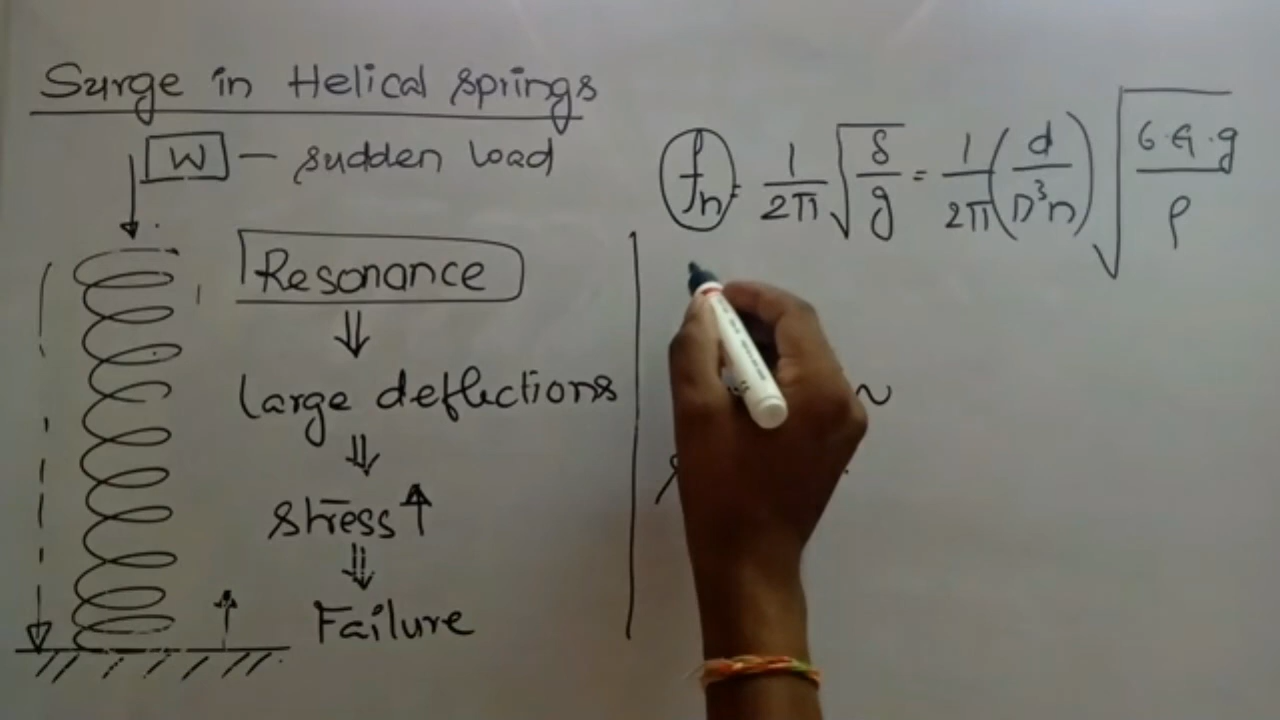 Surge in Helical springs
W — sudden load
Resonance
⇓
large deflections
⇓
stress ↑
⇓
Failure
fn = 1/2π √(δ/g) = 1/2π (d/D³n) √(6.G.g/ρ)
~